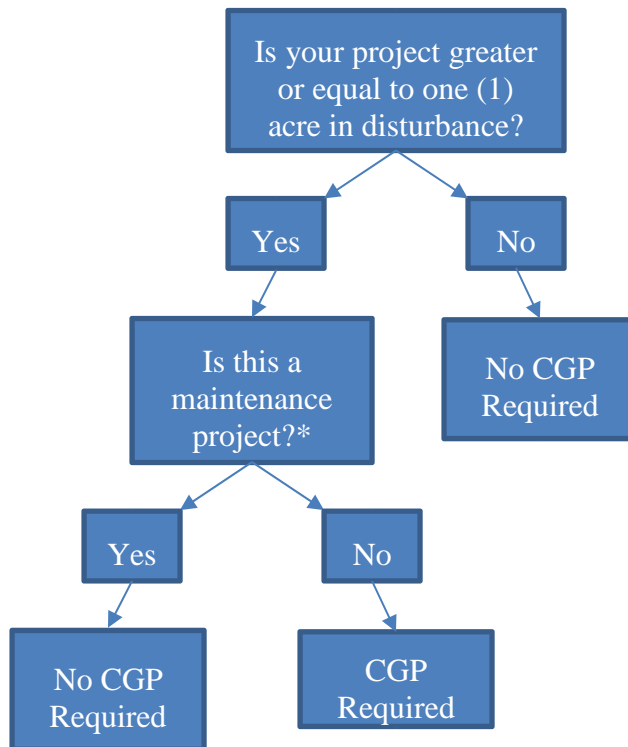 Is your project greater
or equal to one (1)
acre in disturbance?
Yes
No
Is this a
maintenance
project?*
No CGP
Required
Yes
No
No CGP
Required
CGP
Required